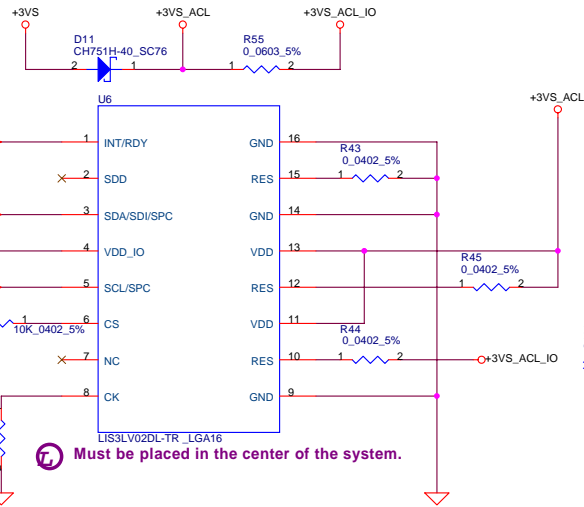 +3VS
+3VS_ACL
+3VS_ACL_IO
D11
CH751H-40_SC76
R55
0_0603_5%
2
1
1
2
U6
+3VS_ACL
1
INT/RDY
GND
16
R43
0_0402_5%
2
SDD
RES
15
1
2
3
SDA/SDI/SPC
GND
14
4
VDD_IO
VDD
13
R45
0_0402_5%
5
SCL/SPC
RES
12
1
2
1
6
CS
VDD
11
10K_0402_5%
R44
0_0402_5%
7
NC
RES
10
1
2
+3VS_ACL_IO
8
CK
GND
9
LIS3LV02DL-TR _LGA16
L
Must be placed in the center of the system.